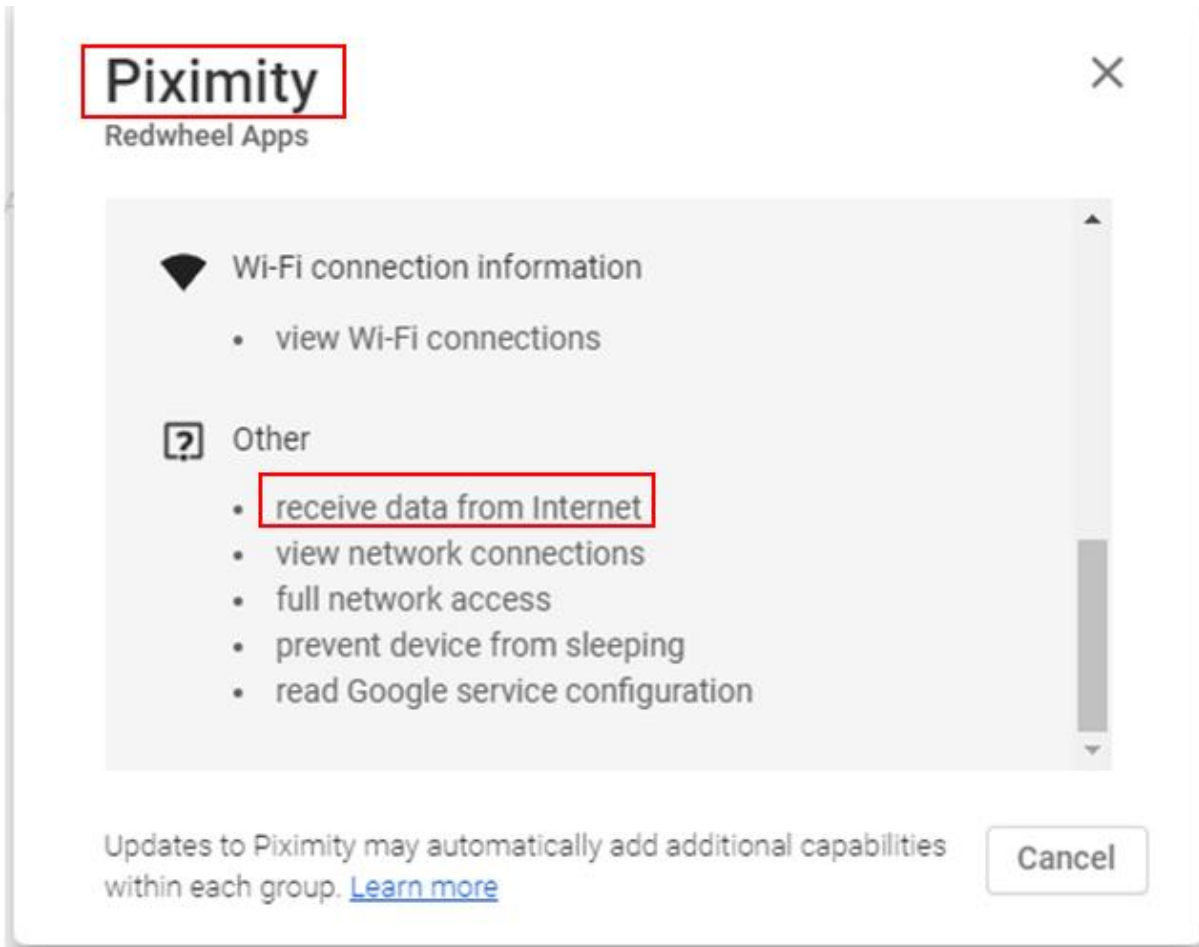 Piximity
Redwheel Apps
Wi-Fi connection information
• view Wi-Fi connections
Other
• receive data from Internet
• view network connections
• full network access
• prevent device from sleeping
• read Google service configuration
Updates to Piximity may automatically add additional capabilities
within each group. Learn more
Cancel